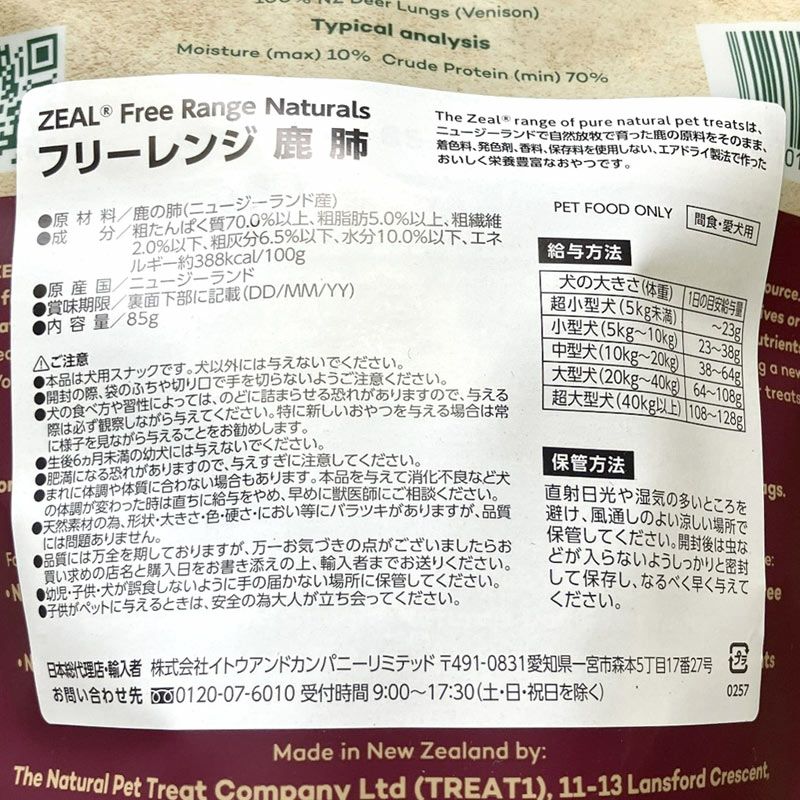 100% NZ Deer Lungs (Venison)
Typical analysis
Moisture (max) 10% Crude Protein (min) 70%
ZEAL® Free Range Naturals
フリーレンジ 鹿 肺
The Zeal® range of pure natural pet treatsは、
ニュージーランドで自然放牧で育った鹿の原料をそのまま、
着色料、発色剤、香料、保存料を使用しない、エアドライ製法で作った
おいしく栄養豊富なおやつです。
●原 材 料／鹿の肺(ニュージーランド産)
●成 分／粗たんぱく質70.0%以上、粗脂肪5.0%以上、粗繊維
2.0%以下、粗灰分6.5%以下、水分10.0%以下、エネ
ルギー約388kcal/100g
●原 産 国／ニュージーランド
●賞味期限／裏面下部に記載(DD/MM/YY)
●内 容 量／85g
PET FOOD ONLY 間食・愛犬用
給与方法
犬の大きさ(体重) 1日の目安給与量
超小型犬(5kg未満) ～23g
小型犬(5kg～10kg) 23～38g
中型犬(10kg～20kg) 38～64g
大型犬(20kg～40kg) 64～108g
超大型犬(40kg以上) 108～128g
⚠ご注意
●本品は犬用スナックです。犬以外には与えないでください。
●開封の際、袋のふちや切り口で手を切らないようご注意ください。
●犬の食べ方や習性によっては、のどに詰まらせる恐れがありますので、与える
際は必ず観察しながら与えてください。特に新しいおやつを与える場合は常
に様子を見ながら与えることをお勧めします。
●生後6カ月未満の幼犬には与えないでください。
●肥満になる恐れがありますので、与えすぎに注意してください。
●まれに体調や体質に合わない場合もあります。本品を与えて消化不良など犬
の体調が変わった時は直ちに給与をやめ、早めに獣医師にご相談ください。
●天然素材の為、形状・大きさ・色・硬さ・におい等にバラツキがありますが、品質
には問題ありません。
●品質には万全を期しておりますが、万一お気づきの点がございましたらお
買い求めの店名と購入日をお書き添えの上、輸入者までお送りください。
●幼児・子供・犬が誤食しないように手の届かない場所に保管してください。
●子供がペットに与えるときは、安全の為大人が立ち会ってください。
保管方法
直射日光や湿気の多いところを
避け、風通しのよい涼しい場所で
保管してください。開封後は虫な
どが入らないようしっかりと密封
して保存し、なるべく早く与えて
ください。
日本総代理店・輸入者 株式会社イトウアンドカンパニーリミテッド 〒491-0831愛知県一宮市森本5丁目17番27号
プラ
お問い合わせ先 0120-07-6010 受付時間 9:00～17:30(土・日・祝日を除く)
0257
Made in New Zealand by:
The Natural Pet Treat Company Ltd (TREAT1), 11-13 Lansford Crescent,